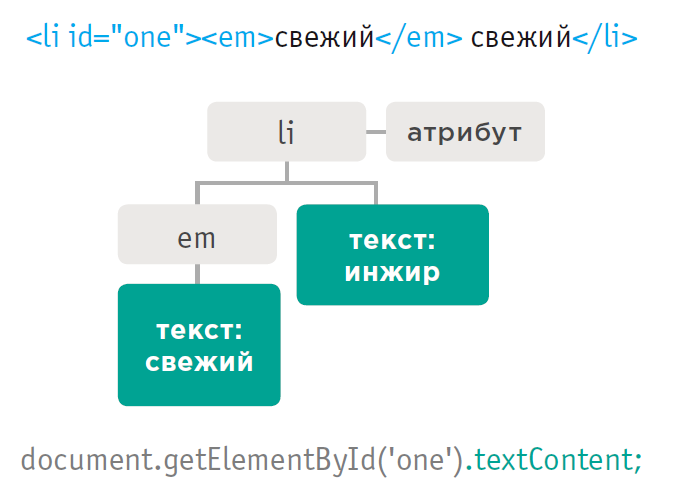 <li id="one"><em>свежий</em> свежий</li>
li
атрибут
em
текст:
инжир
текст:
свежий
document.getElementById('one').textContent;